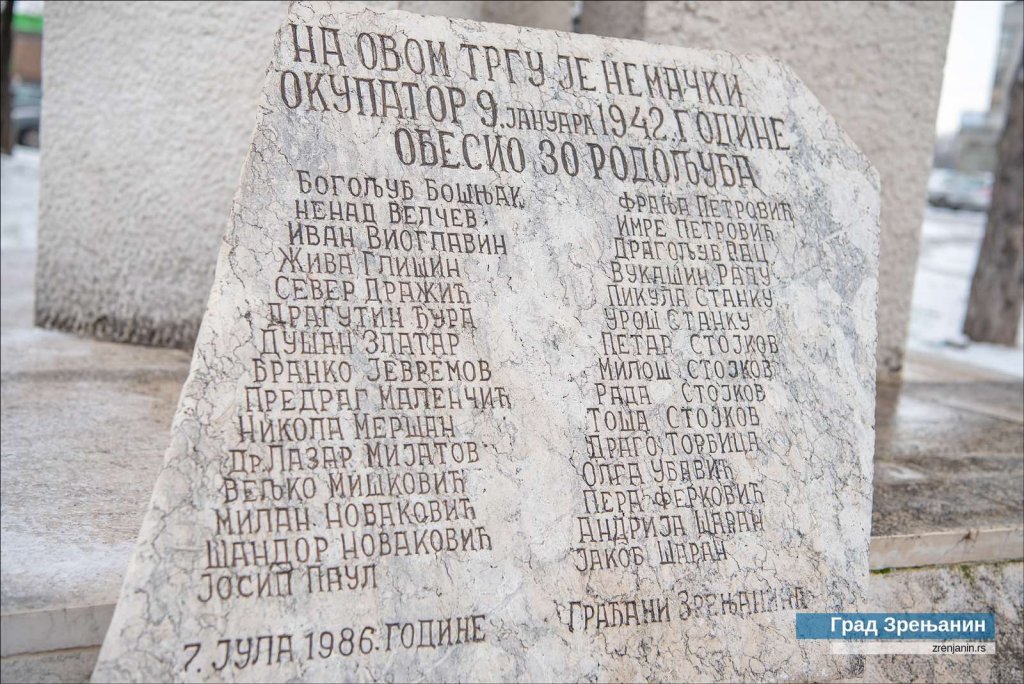 НА ОВОМ ТРГУ ЈЕ НЕМАЧКИ
ОКУПАТОР 9. ЈАНУАРА 1942. ГОДИНЕ
ОБЕСИО 30 РОДОЉУБА
БОГОЉУБ БОШЊАК
НЕНАД ВЕЛЧЕВ
ИВАН ВИОГЛАВИН
ЖИВА ГЛИШИН
СЕВЕР ДРАЖИЋ
ДРАГУТИН ЂУРА
ДУШАН ЗЛАТАР
БРАНКО ЈЕВРЕМОВ
ПРЕДРАГ МАЛЕНЧИЋ
НИКОЛА МЕРШАН
ДР. ЛАЗАР МИЈАТОВ
ВЕЉКО МИШКОВИЋ
МИЛАН НОВАКОВИЋ
ШАНДОР НОВАКОВИЋ
ЈОСИП ПАУЛ
ФРАЊА ПЕТРОВИЋ
ИМРЕ ПЕТРОВИЋ
ДРАГОЉУБ РАЦ
ВУКАШИН РАДУ
ПИКУЛА СТАНКУ
УРОШ СТАНКУ
ПЕТАР СТОЈКОВ
МИЛОШ СТОЈКОВ
РАДА СТОЈКОВ
ТОША СТОЈКОВ
ДРАГО ТОРБИЦА
ОЛГА УБАВИЋ
ПЕРА ФЕРКОВИЋ
АНДРИЈА ШАРАН
ЈАКОБ ШАРАН
7. ЈУЛА 1986. ГОДИНЕ
ГРАЂАНИ ЗРЕЊАНИНА
Град Зрењанин
zrenjanin.rs